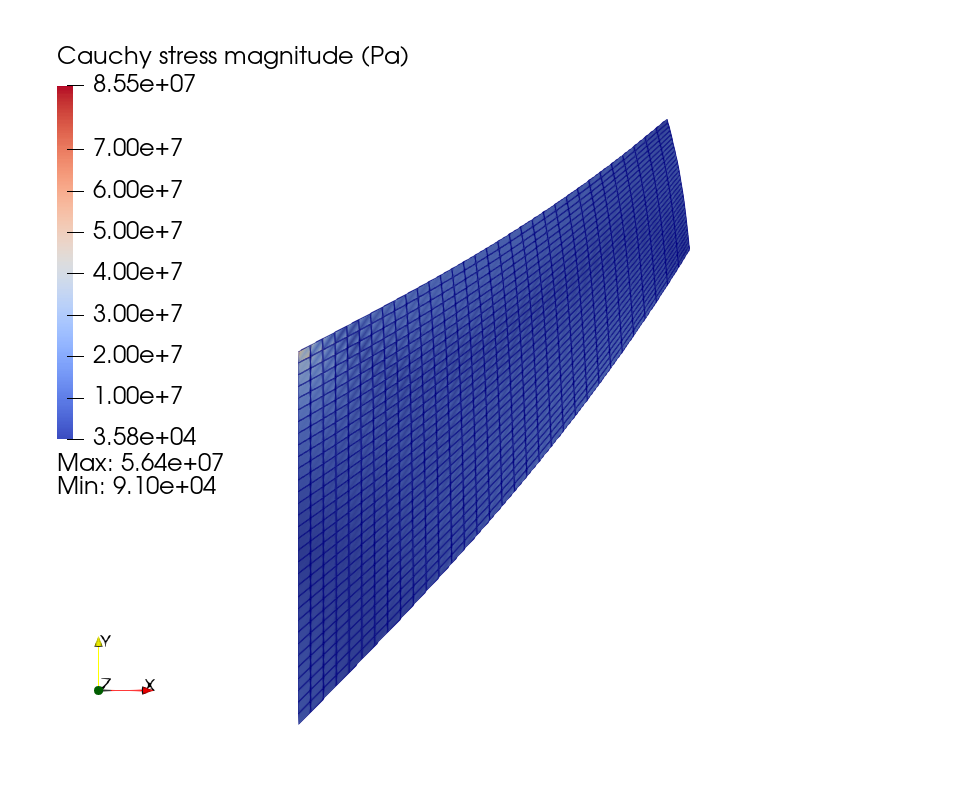 Cauchy stress magnitude (Pa)
8.55e+07
7.00e+7
6.00e+7
5.00e+7
4.00e+7
3.00e+7
2.00e+7
1.00e+7
3.58e+04
Max: 5.64e+07
Min: 9.10e+04
Y
Z X